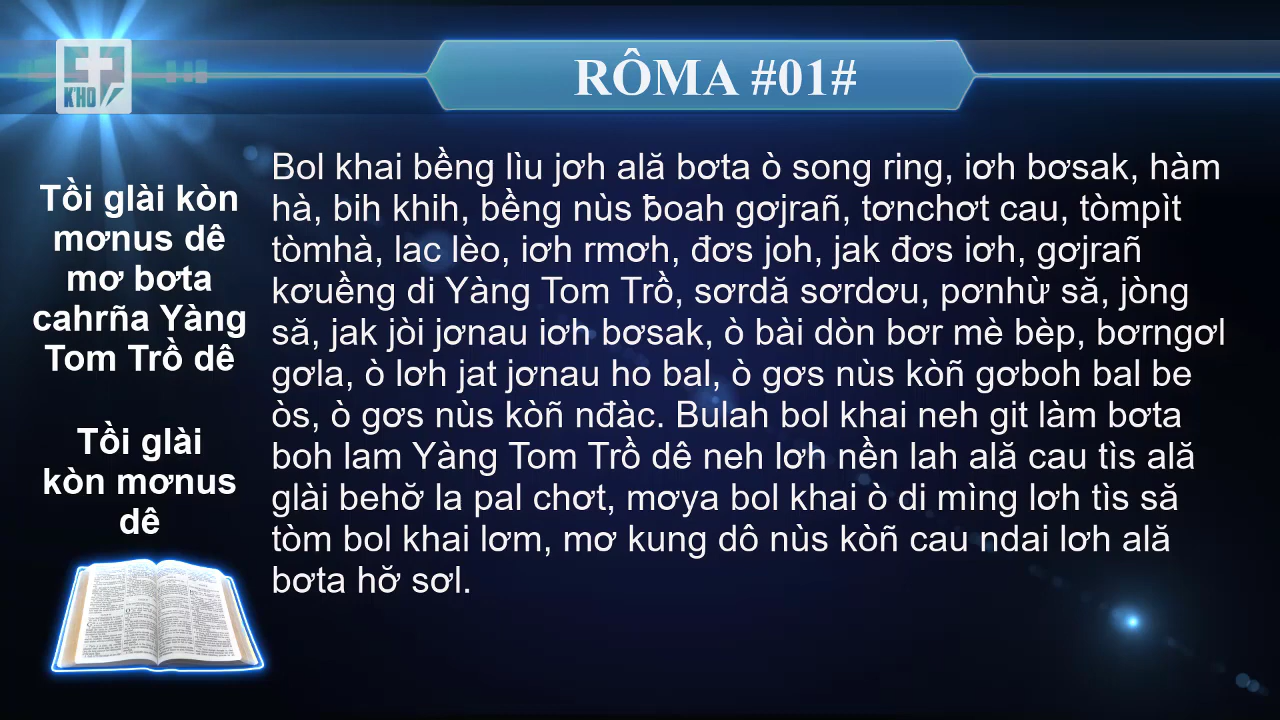 K'HO
RÔMA #01#
Tồi glài kòn
mơnus dê
mơ bơta
cahrña Yàng
Tom Trồ dê
Tồi glài
kòn mơnus
dê
Bol khai bềng lìu jơh ală bơta ò song ring, iơh bơsak, hàm
hà, bih khih, bềng nùs ƀoah gơjrañ, tơnchơt cau, tòmpìt
tòmhà, lac lèo, iơh rmơh, đơs joh, jak đơs iơh, gơjrañ
kơuềng di Yàng Tom Trồ, sơrdă sơrdơu, pơnhừ să, jòng
să, jak jòi jơnau iơh bơsak, ò bài dòn bơr mè bèp, bơrngơl
gơla, ò lơh jat jơnau ho bal, ò gơs nùs kòñ gơboh bal be
òs, ò gơs nùs kòñ nđàc. Bulah bol khai neh git làm bơta
boh lam Yàng Tom Trồ dê neh lơh nền lah ală cau tìs ală
glài behơ̆ la pal chơt, mơya bol khai ò di mìng lơh tìs să
tòm bol khai lơm, mơ kung dô nùs kòñ cau ndai lơh ală
bơta hơ̆ sơl.